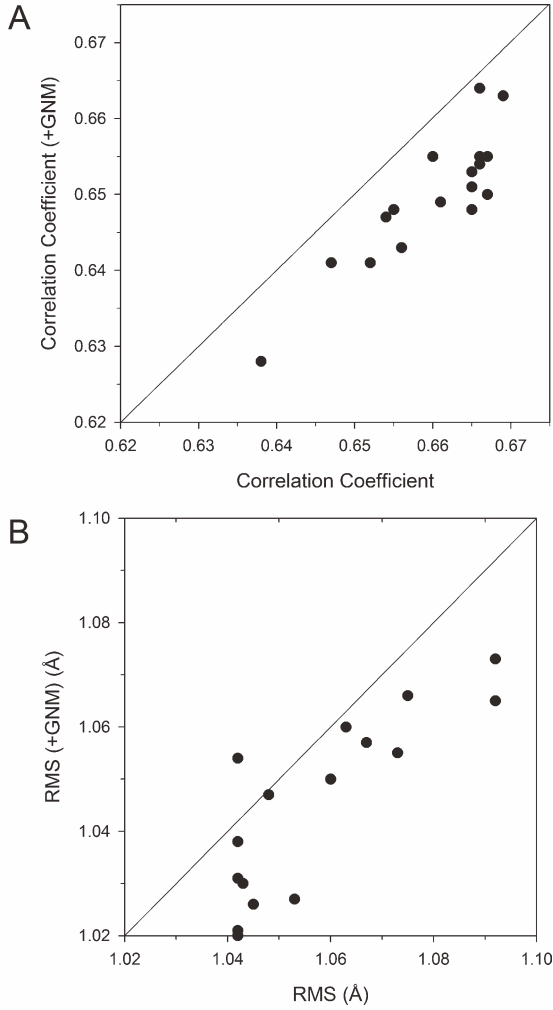 A
0.67
0.66
0.65
0.64
0.63
0.62
Correlation Coefficient (+GNM)
0.62 0.63 0.64 0.65 0.66 0.67
Correlation Coefficient
B
1.10
1.08
1.06
1.04
1.02
RMS (+GNM) (Å)
1.02 1.04 1.06 1.08 1.10
RMS (Å)